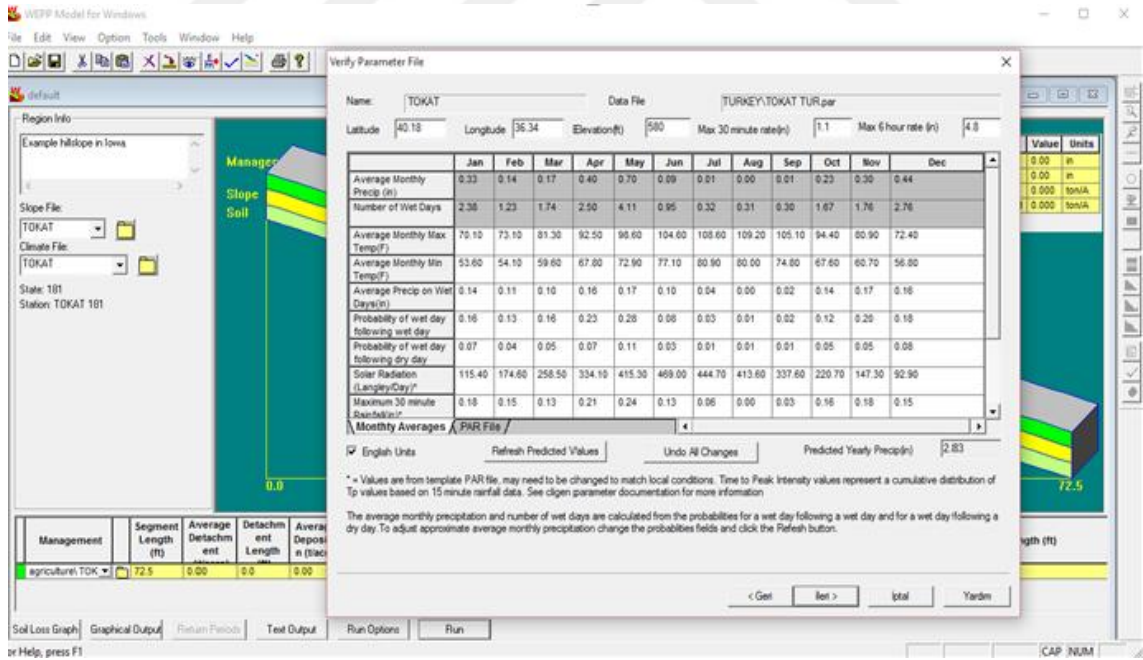 WEPP Model for Windows
File Edit View Option Tools Window Help
default
Region Info
Example hillslope in Iowa
Slope File:
TOKAT
Climate File:
TOKAT
State: 181
Station: TOKAT 181
Manage
Slope
Soil
0.0
72.5
Value Units
0.00 in
0.00 in
0.000 ton/A
0.000 ton/A
Verify Parameter File
Name: TOKAT Data File TURKEY\TOKAT TUR.par
Latitude 40.18 Longitude 36.34 Elevation(ft) 580 Max 30 minute rate(in) 1.1 Max 6 hour rate (in) 4.8
Jan Feb Mar Apr May Jun Jul Aug Sep Oct Nov Dec
Average Monthly Precip (in) 0.33 0.14 0.17 0.40 0.70 0.09 0.01 0.00 0.01 0.23 0.30 0.44
Number of Wet Days 2.38 1.23 1.74 2.50 4.11 0.95 0.32 0.31 0.30 1.67 1.76 2.76
Average Monthly Max Temp(F) 70.10 73.10 81.30 92.50 98.60 104.60 108.60 109.20 105.10 94.40 80.90 72.40
Average Monthly Min Temp(F) 53.60 54.10 59.60 67.80 72.90 77.10 80.90 80.00 74.80 67.60 60.70 56.80
Average Precip on Wet Days(in) 0.14 0.11 0.10 0.16 0.17 0.10 0.04 0.00 0.02 0.14 0.17 0.16
Probability of wet day following wet day 0.16 0.13 0.16 0.23 0.28 0.08 0.03 0.01 0.02 0.12 0.20 0.18
Probability of wet day following dry day 0.07 0.04 0.05 0.07 0.11 0.03 0.01 0.01 0.01 0.05 0.05 0.08
Solar Radiation (Langley/Day)* 115.40 174.60 258.50 334.10 415.30 469.00 444.70 413.60 337.60 220.70 147.30 92.90
Maximum 30 minute Rainfall(in)* 0.18 0.15 0.13 0.21 0.24 0.13 0.06 0.00 0.03 0.16 0.18 0.15
Monthly Averages PAR File
English Units Refresh Predicted Values Undo All Changes Predicted Yearly Precip(in) 2.83
* = Values are from template PAR file, may need to be changed to match local conditions. Time to Peak Intensity values represent a cumulative distribution of
Tp values based on 15 minute rainfall data. See cligen parameter documentation for more information
The average monthly precipitation and number of wet days are calculated from the probabilities for a wet day following a wet day and for a wet day following a
dry day. To adjust approximate average monthly precipitation change the probablities fields and click the Refesh button.
< Geri İleri > İptal Yardım
Management Segment Length (ft) Average Detachm ent Detachm ent Length Avera Deposi n (t/ac
agriculture\ TOK 72.5 0.00 0.0 0.00
ngth (ft)
Soil Loss Graph Graphical Output Return Periods Text Output Run Options Run
or Help, press F1
CAP NUM